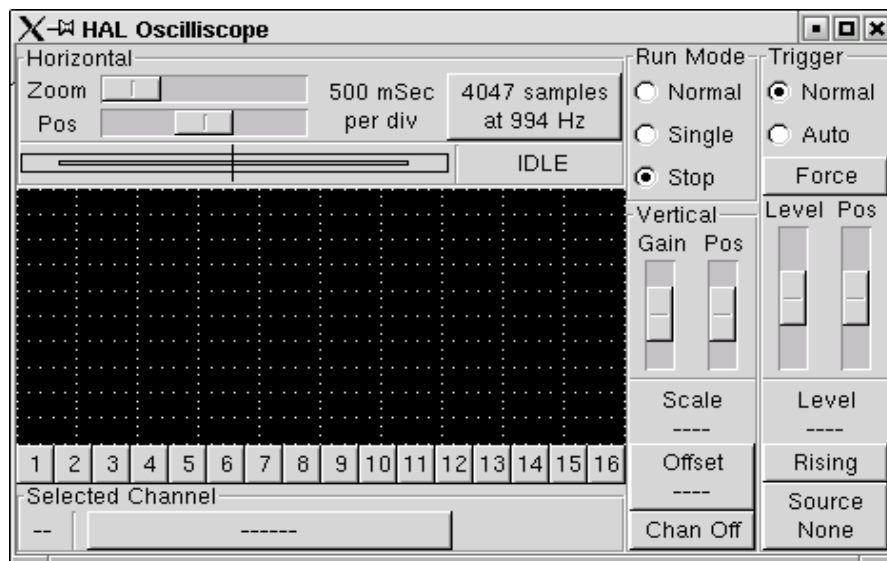 HAL Oscilliscope
Horizontal
Zoom
Pos
500 mSec
per div
4047 samples
at 994 Hz
IDLE
Run Mode
Normal
Single
Stop
Trigger
Normal
Auto
Force
Level Pos
Vertical
Gain Pos
Scale
----
Offset
----
Chan Off
Level
----
Rising
Source
None
1 2 3 4 5 6 7 8 9 10 11 12 13 14 15 16
Selected Channel
-- ------